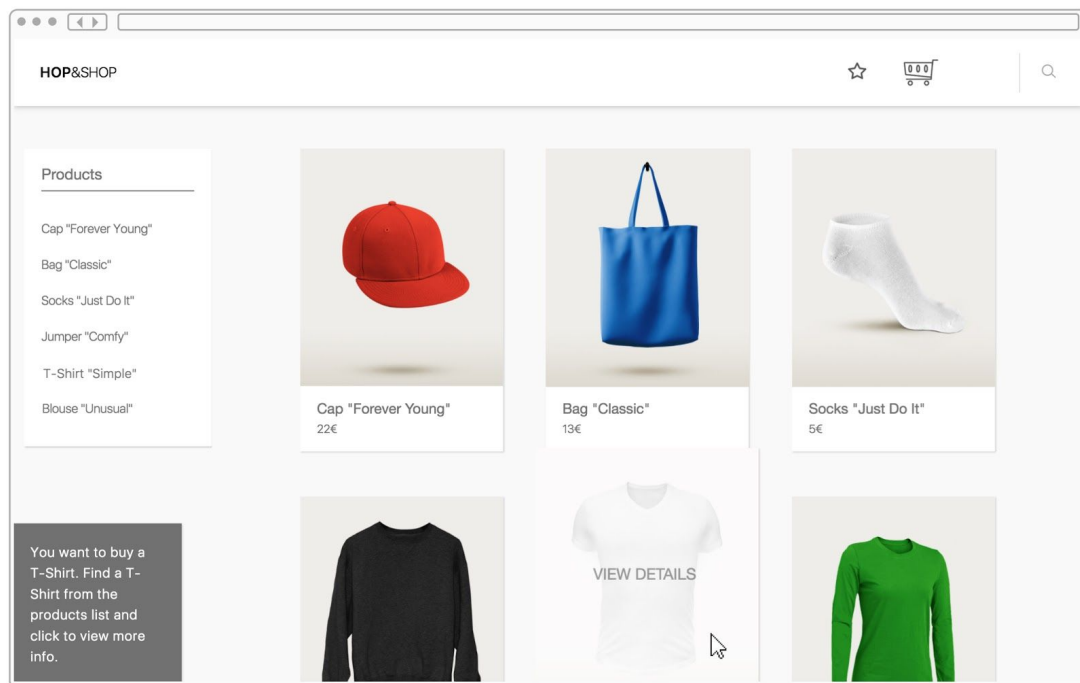 HOP&SHOP
000
Products
Cap "Forever Young"
Bag "Classic"
Socks "Just Do It"
Jumper "Comfy"
T-Shirt "Simple"
Blouse "Unusual"
Cap "Forever Young"
22€
Bag "Classic"
13€
Socks "Just Do It"
5€
VIEW DETAILS
You want to buy a
T-Shirt. Find a T-
Shirt from the
products list and
click to view more
info.